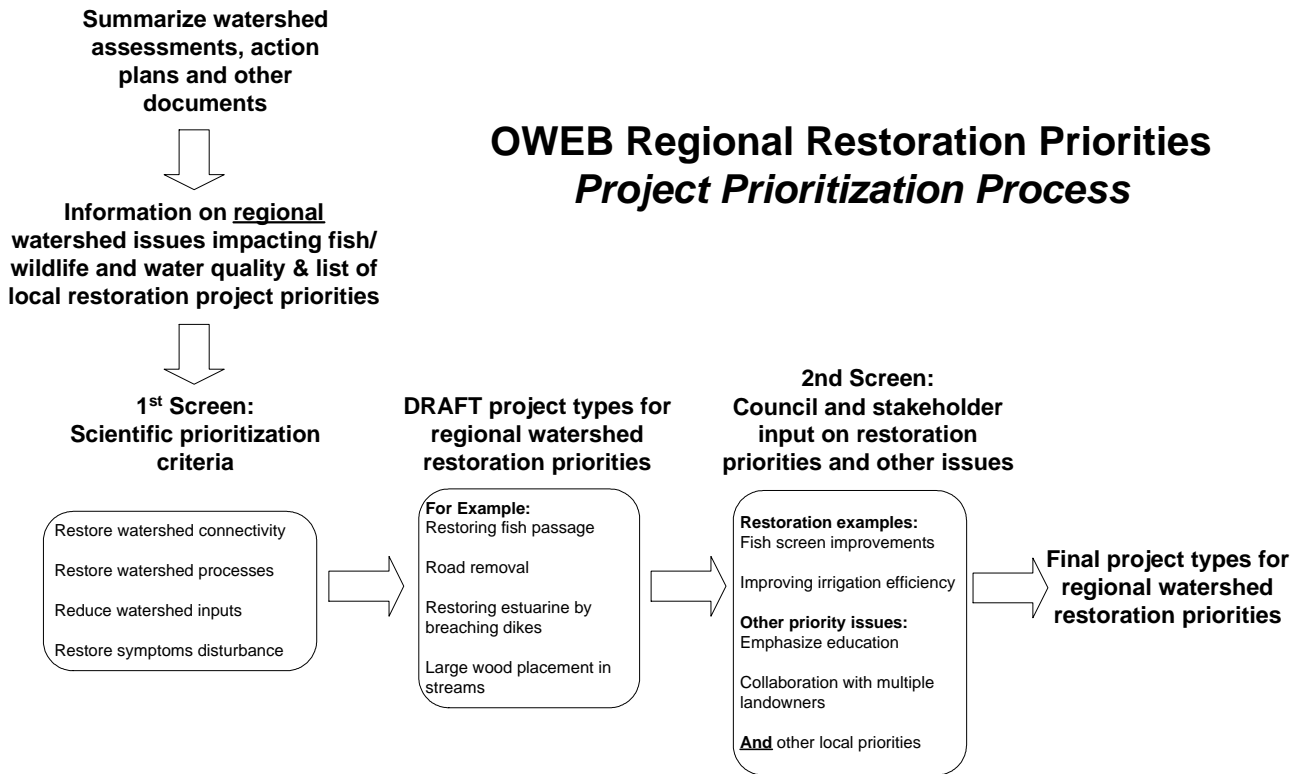 Summarize watershed
assessments, action
plans and other
documents
OWEB Regional Restoration Priorities
Project Prioritization Process
Information on regional
watershed issues impacting fish/
wildlife and water quality & list of
local restoration project priorities
1st Screen:
Scientific prioritization
criteria
Restore watershed connectivity
Restore watershed processes
Reduce watershed inputs
Restore symptoms disturbance
DRAFT project types for
regional watershed
restoration priorities
For Example:
Restoring fish passage
Road removal
Restoring estuarine by
breaching dikes
Large wood placement in
streams
2nd Screen:
Council and stakeholder
input on restoration
priorities and other issues
Restoration examples:
Fish screen improvements
Improving irrigation efficiency
Other priority issues:
Emphasize education
Collaboration with multiple
landowners
And other local priorities
Final project types for
regional watershed
restoration priorities